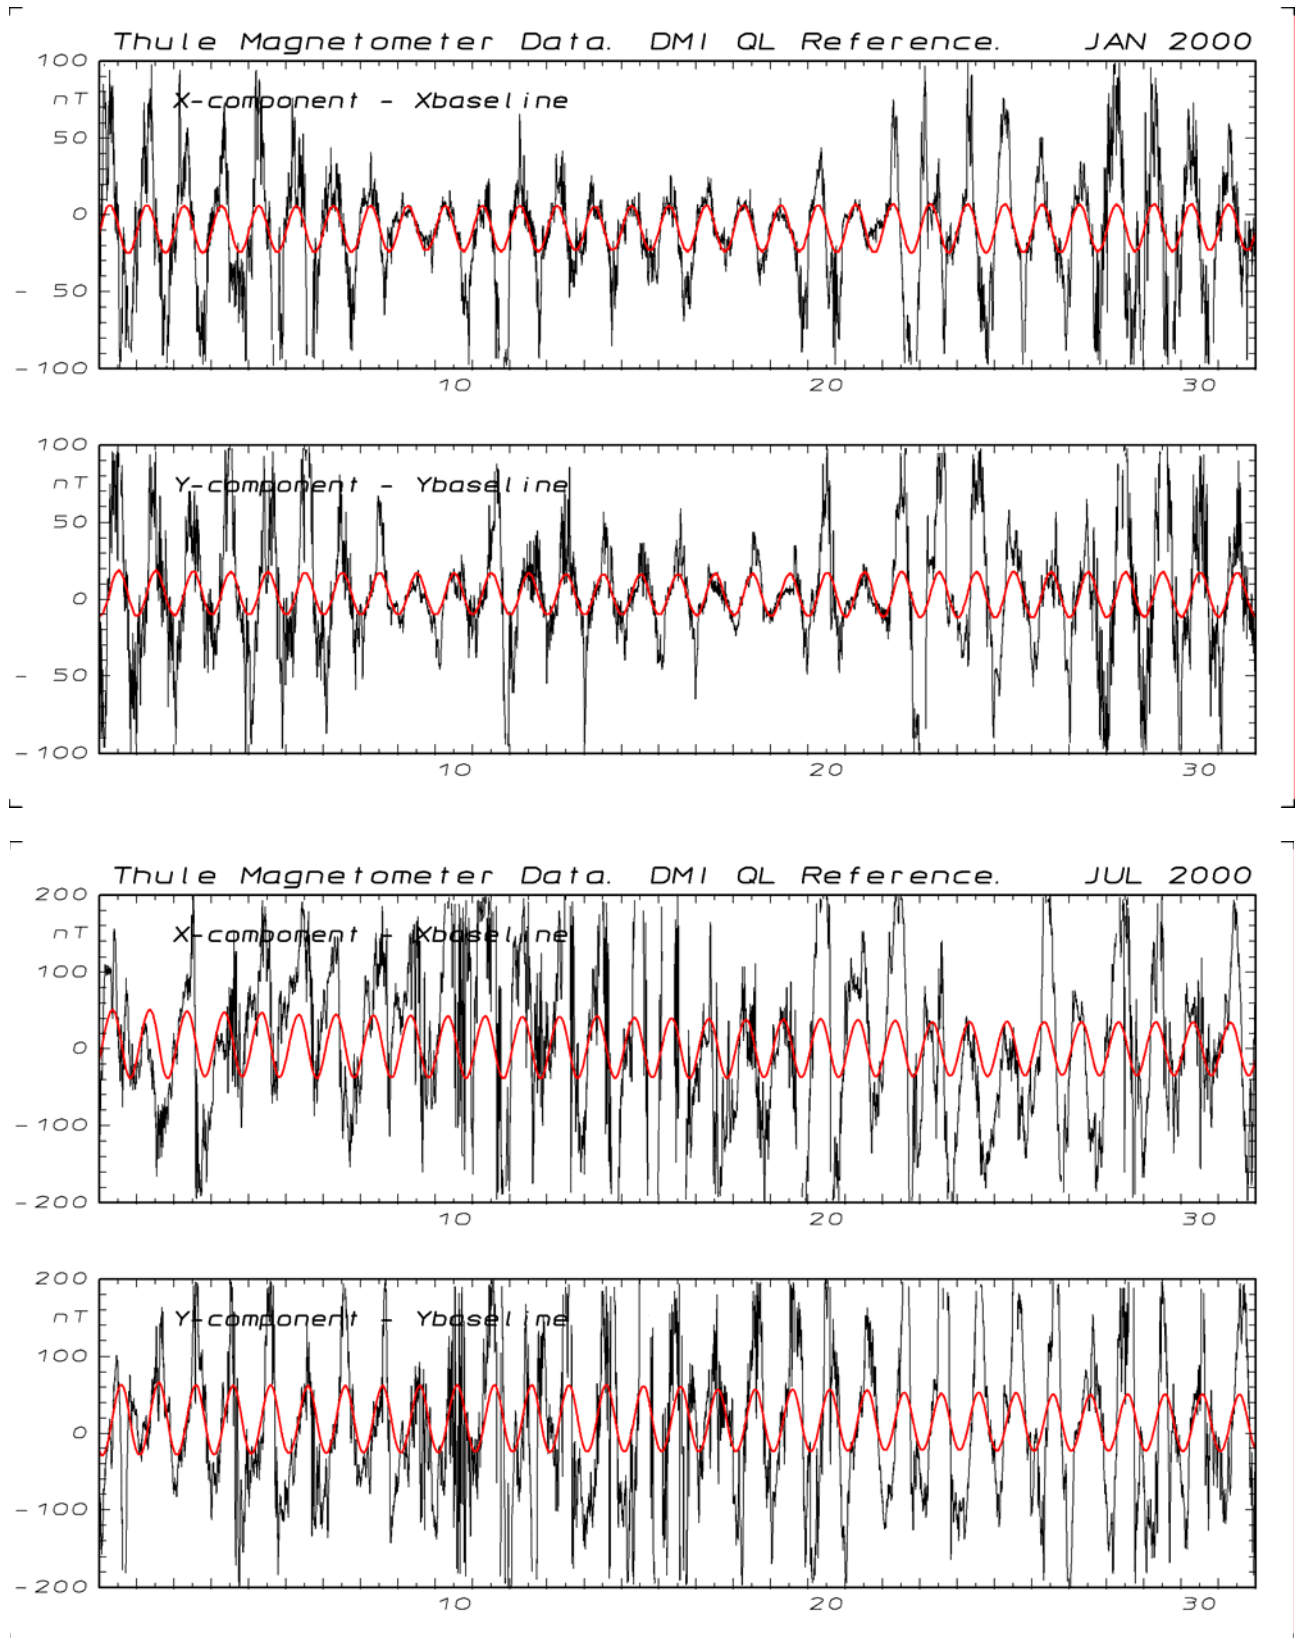 Thule Magnetometer Data. DMI QL Reference. JAN 2000
100
nT
X-component - Xbaseline
50
0
- 50
-100
10 20 30
100
nT
Y-component - Ybaseline
50
0
- 50
-100
10 20 30
Thule Magnetometer Data. DMI QL Reference. JUL 2000
200
nT
X-component - Xbaseline
100
0
-100
-200
10 20 30
200
nT
Y-component - Ybaseline
100
0
-100
-200
10 20 30